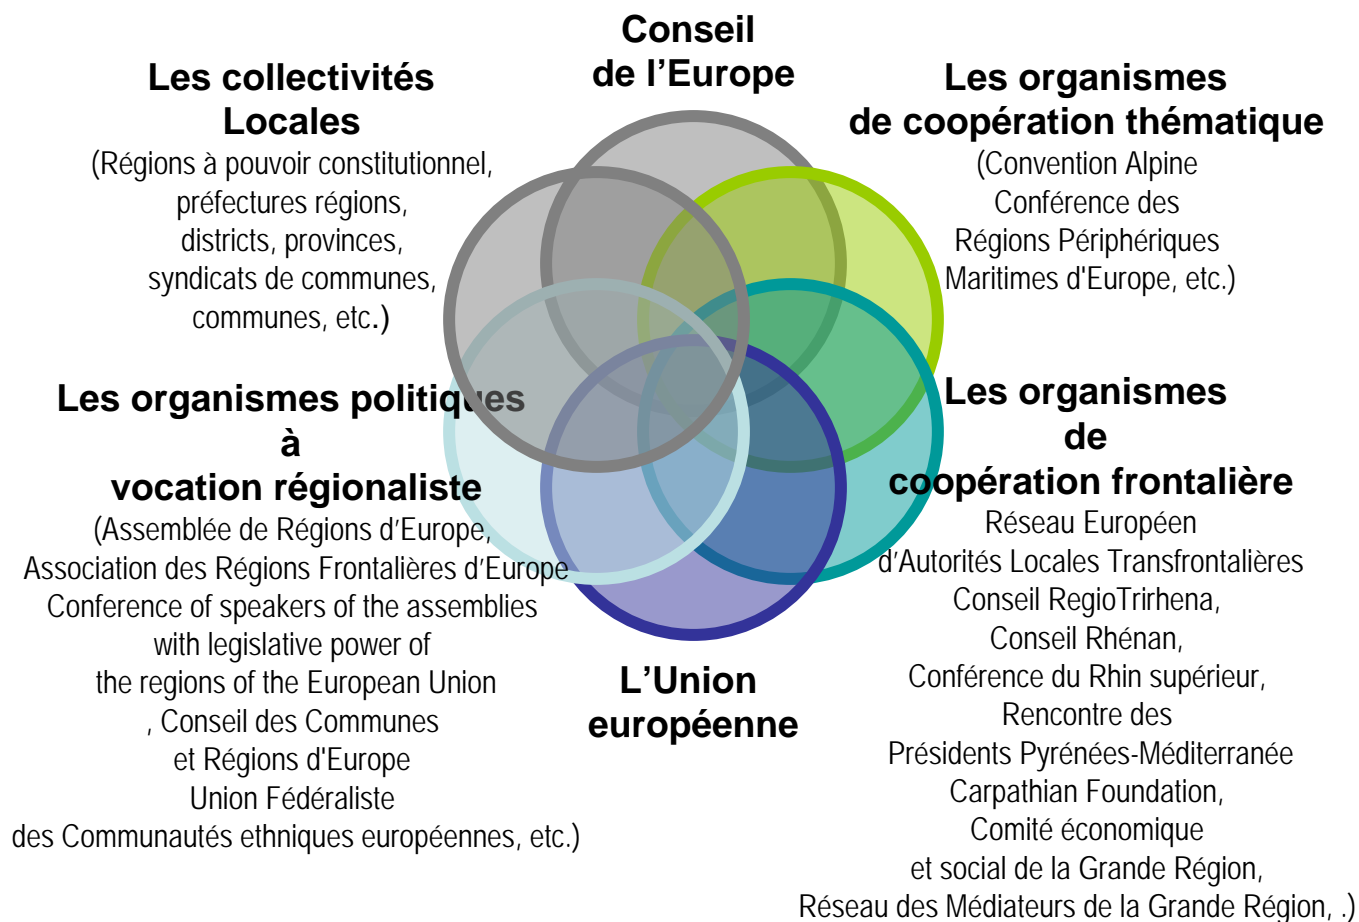 Conseil
de l’Europe
Les collectivités
Locales
(Régions à pouvoir constitutionnel,
préfectures régions,
districts, provinces,
syndicats de communes,
communes, etc.)
Les organismes
de coopération thématique
(Convention Alpine
Conférence des
Régions Périphériques
Maritimes d'Europe, etc.)
Les organismes politiques
à
vocation régionaliste
(Assemblée de Régions d’Europe,
Association des Régions Frontalières d’Europe
Conference of speakers of the assemblies
with legislative power of
the regions of the European Union
, Conseil des Communes
et Régions d'Europe
Union Fédéraliste
des Communautés ethniques européennes, etc.)
Les organismes
de
coopération frontalière
Réseau Européen
d’Autorités Locales Transfrontalières
Conseil RegioTrirhena,
Conseil Rhénan,
Conférence du Rhin supérieur,
Rencontre des
Présidents Pyrénées-Méditerranée
Carpathian Foundation,
Comité économique
et social de la Grande Région,
Réseau des Médiateurs de la Grande Région, .)
L’Union
européenne